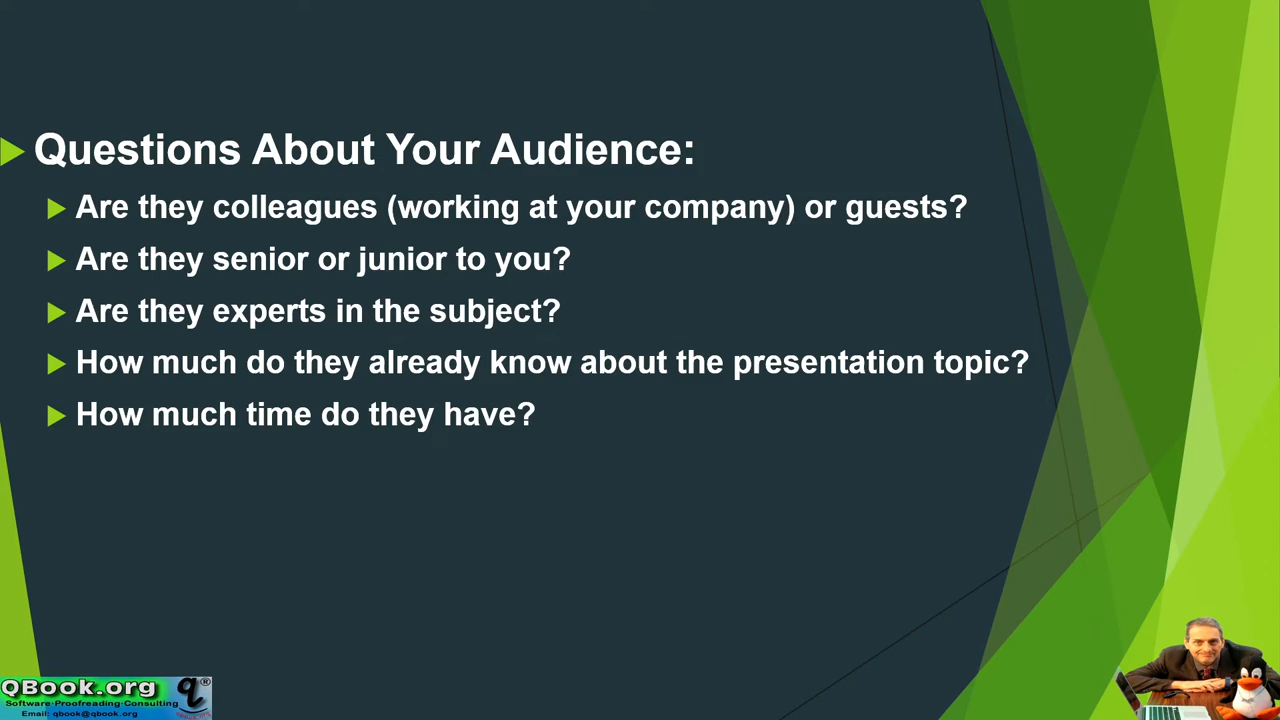 Questions About Your Audience:
Are they colleagues (working at your company) or guests?
Are they senior or junior to you?
Are they experts in the subject?
How much do they already know about the presentation topic?
How much time do they have?
QBook.org
q®
Software·Proofreading·Consulting
Email: qbook@qbook.org